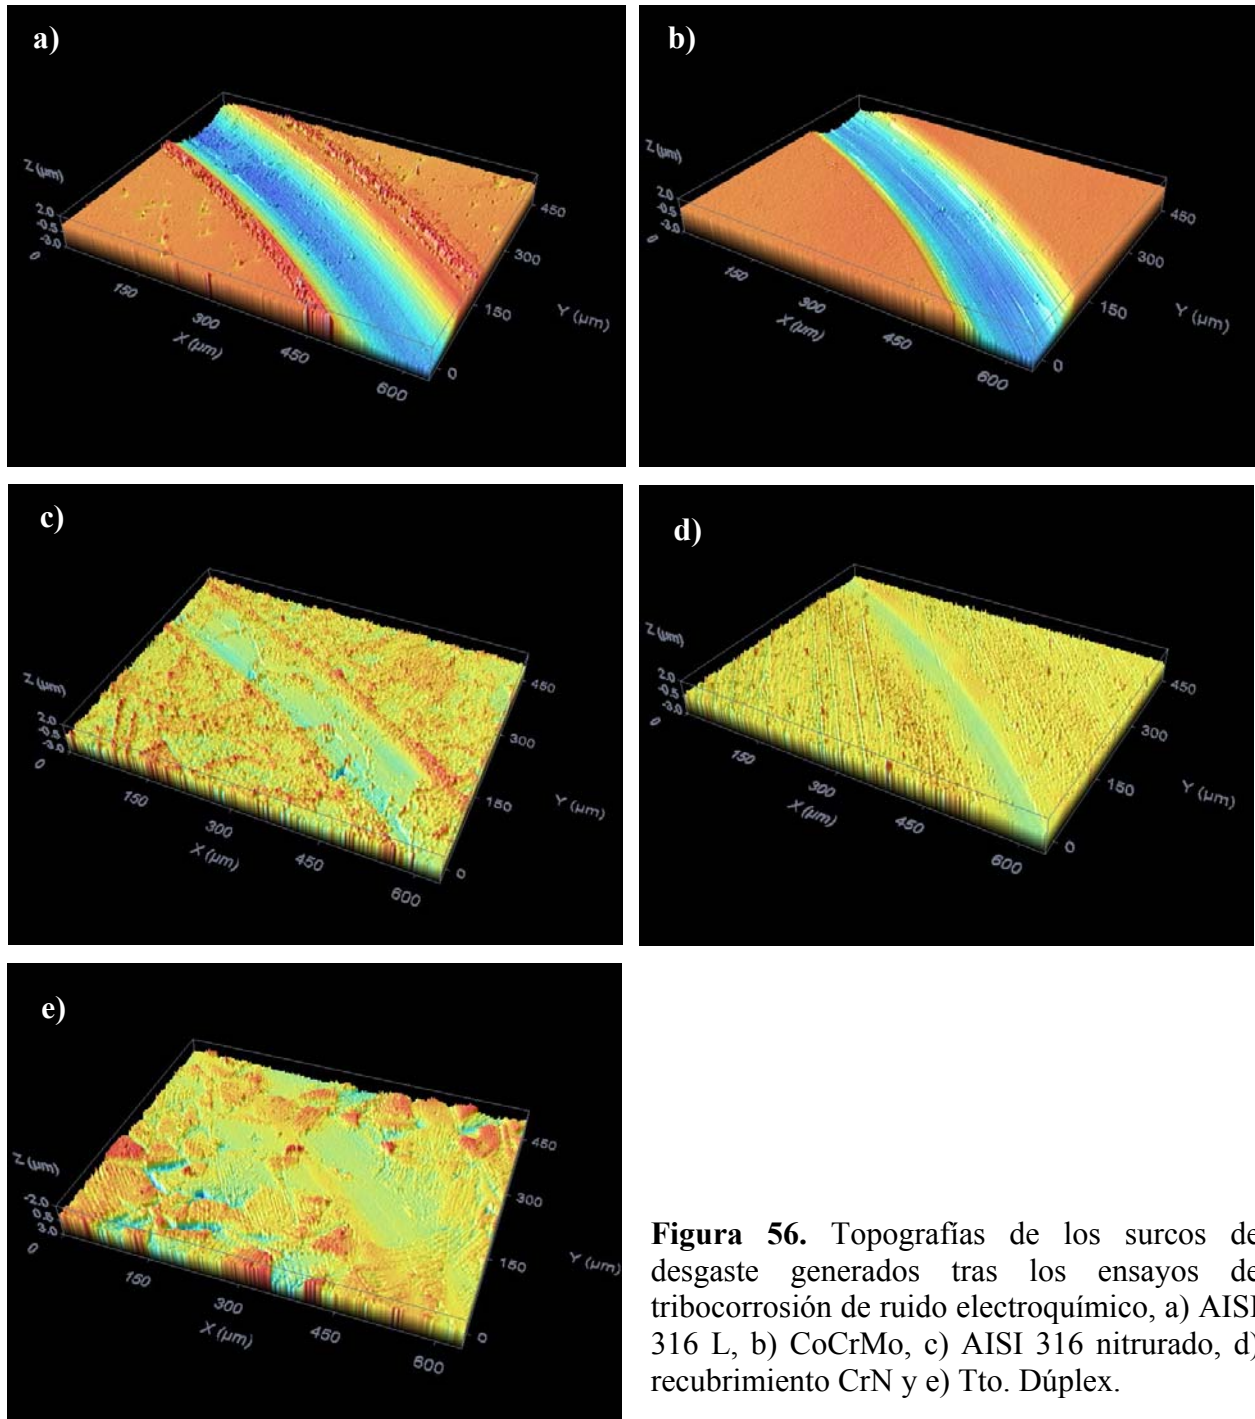 a)
Z (µm)
2.0
-0.5
-3.0
0
150
300
450
600
X (µm)
0
150
300
450
Y (µm)
b)
Z (µm)
2.0
-0.5
-3.0
0
150
300
450
600
X (µm)
0
150
300
450
Y (µm)
c)
Z (µm)
2.0
-0.5
-3.0
0
150
300
450
600
X (µm)
0
150
300
450
Y (µm)
d)
Z (µm)
2.0
-0.5
-3.0
0
150
300
450
600
X (µm)
0
150
300
450
Y (µm)
e)
Z (µm)
-2.0
0.5
3.0
0
150
300
450
600
X (µm)
0
150
300
450
Y (µm)
Figura 56. Topografías de los surcos de
desgaste generados tras los ensayos de
tribocorrosión de ruido electroquímico, a) AISI
316 L, b) CoCrMo, c) AISI 316 nitrurado, d)
recubrimiento CrN y e) Tto. Dúplex.